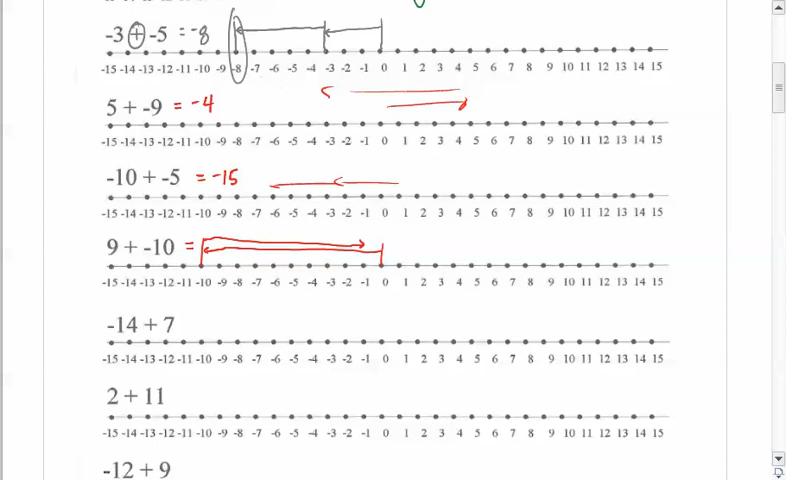 -3 + -5 = -8
-15 -14 -13 -12 -11 -10 -9 -8 -7 -6 -5 -4 -3 -2 -1 0 1 2 3 4 5 6 7 8 9 10 11 12 13 14 15
5 + -9 = -4
-15 -14 -13 -12 -11 -10 -9 -8 -7 -6 -5 -4 -3 -2 -1 0 1 2 3 4 5 6 7 8 9 10 11 12 13 14 15
-10 + -5 = -15
-15 -14 -13 -12 -11 -10 -9 -8 -7 -6 -5 -4 -3 -2 -1 0 1 2 3 4 5 6 7 8 9 10 11 12 13 14 15
9 + -10 =
-15 -14 -13 -12 -11 -10 -9 -8 -7 -6 -5 -4 -3 -2 -1 0 1 2 3 4 5 6 7 8 9 10 11 12 13 14 15
-14 + 7
-15 -14 -13 -12 -11 -10 -9 -8 -7 -6 -5 -4 -3 -2 -1 0 1 2 3 4 5 6 7 8 9 10 11 12 13 14 15
2 + 11
-15 -14 -13 -12 -11 -10 -9 -8 -7 -6 -5 -4 -3 -2 -1 0 1 2 3 4 5 6 7 8 9 10 11 12 13 14 15
-12 + 9